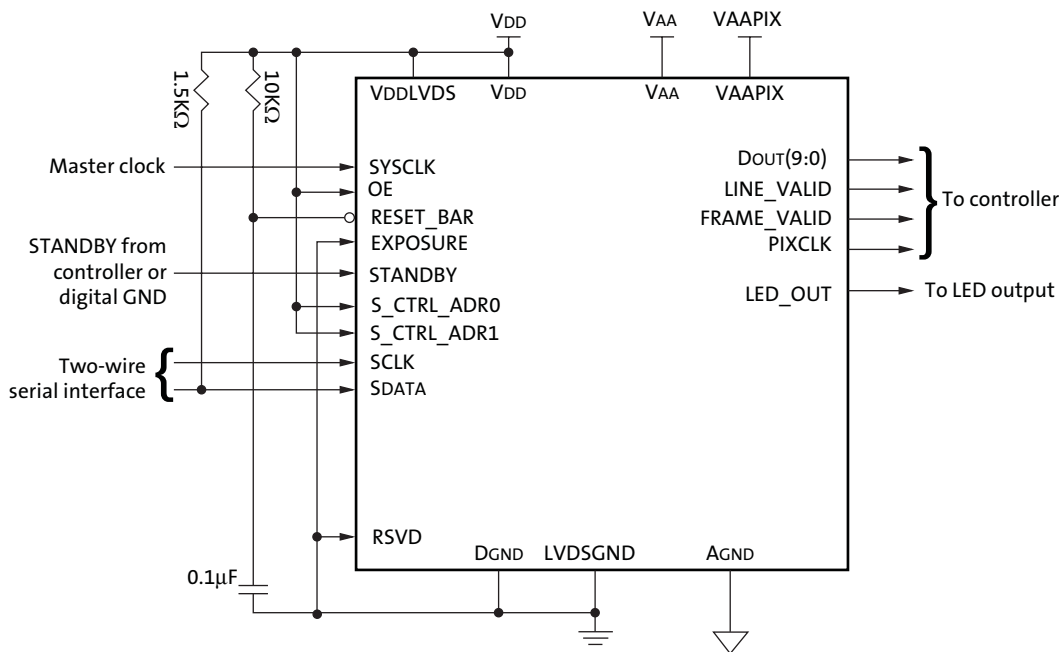 VDD
VAA
VAAPIX
1.5KΩ
10KΩ
VDDLVDS
VDD
VAA
VAAPIX
Master clock
SYSCLK
OE
RESET_BAR
EXPOSURE
STANDBY from
controller or
digital GND
STANDBY
S_CTRL_ADR0
S_CTRL_ADR1
Two-wire
serial interface
SCLK
SDATA
RSVD
DOUT(9:0)
LINE_VALID
FRAME_VALID
PIXCLK
To controller
LED_OUT
To LED output
0.1μF
DGND
LVDSGND
AGND